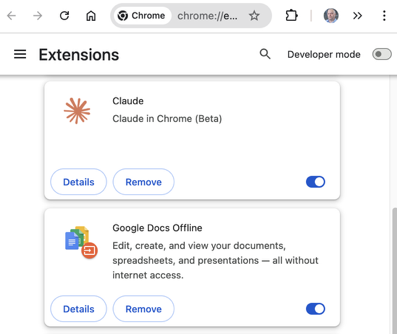 Chrome
chrome://e...
Extensions
Developer mode
Claude
Claude in Chrome (Beta)
Details
Remove
Google Docs Offline
Edit, create, and view your documents,
spreadsheets, and presentations — all without
internet access.
Details
Remove